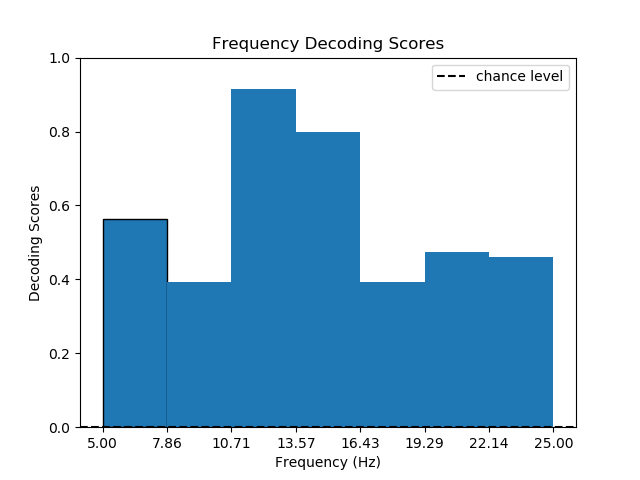 Frequency Decoding Scores
chance level
1.0
0.8
0.6
0.4
0.2
0.0
Decoding Scores
5.00 7.86 10.71 13.57 16.43 19.29 22.14 25.00
Frequency (Hz)